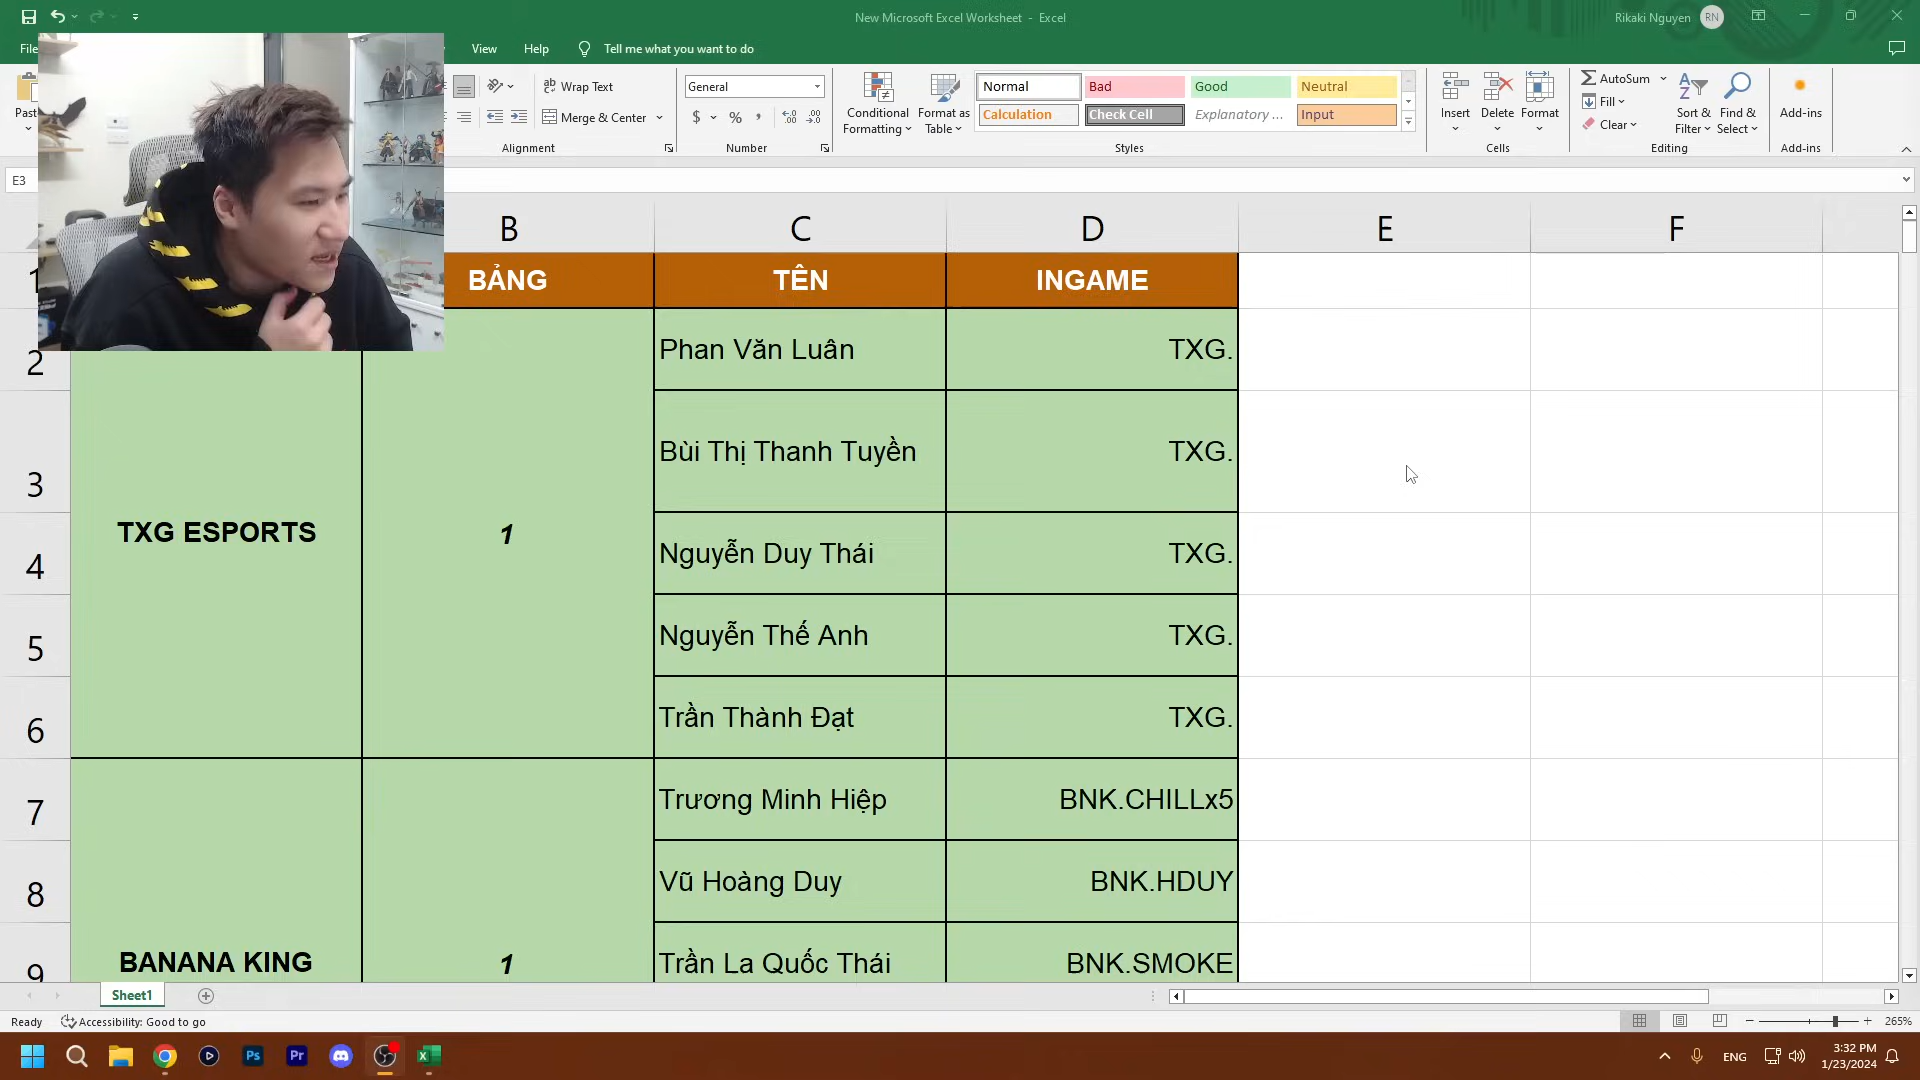 New Microsoft Excel Worksheet - Excel
Rikaki Nguyen
RN
File
View
Help
Tell me what you want to do
Paste
Wrap Text
Merge & Center
Alignment
General
$
%
Number
Conditional Formatting
Format as Table
Normal
Bad
Good
Neutral
Calculation
Check Cell
Explanatory ...
Input
Styles
Insert
Delete
Format
Cells
AutoSum
Fill
Clear
Sort & Filter
Find & Select
Editing
Add-ins
Add-ins
E3
B
C
D
E
F
1
BẢNG
TÊN
INGAME
2
Phan Văn Luân
TXG.
3
Bùi Thị Thanh Tuyền
TXG.
TXG ESPORTS
1
4
Nguyễn Duy Thái
TXG.
5
Nguyễn Thế Anh
TXG.
6
Trần Thành Đạt
TXG.
7
Trương Minh Hiệp
BNK.CHILLx5
8
Vũ Hoàng Duy
BNK.HDUY
9
BANANA KING
1
Trần La Quốc Thái
BNK.SMOKE
Sheet1
Ready
Accessibility: Good to go
265%
Ps
Pr
ENG
3:32 PM
1/23/2024